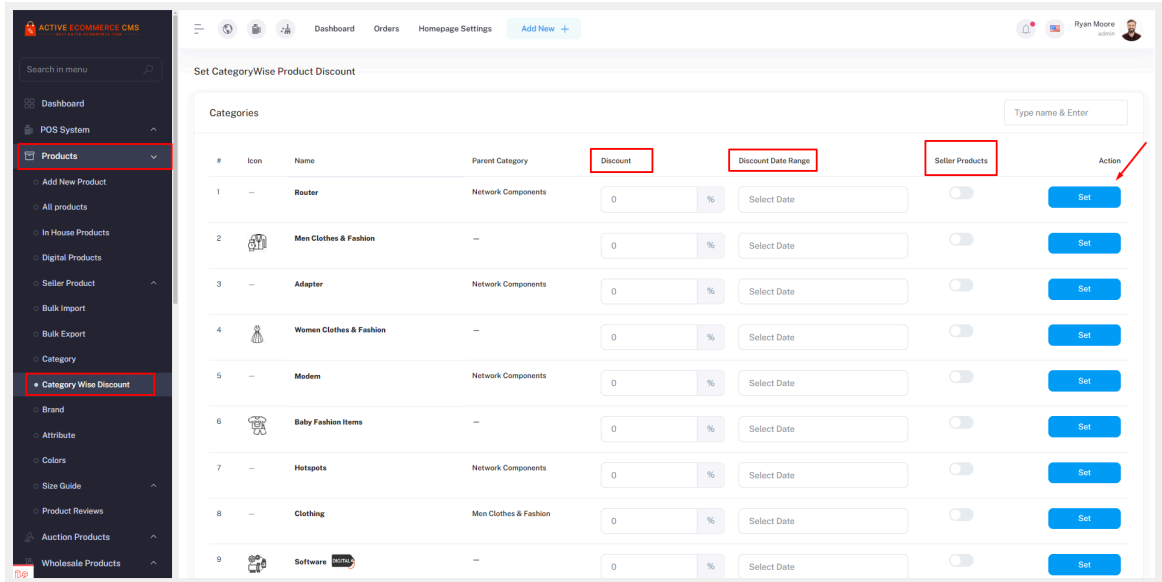 ACTIVE ECOMMERCE CMS
Dashboard Orders Homepage Settings Add New +
Ryan Moore
admin
Search in menu
Set CategoryWise Product Discount
Dashboard
POS System
Products
Add New Product
All products
In House Products
Digital Products
Seller Product
Bulk Import
Bulk Export
Category
Category Wise Discount
Brand
Attribute
Colors
Size Guide
Product Reviews
Auction Products
Wholesale Products
Categories
Type name & Enter
# Icon Name Parent Category Discount Discount Date Range Seller Products Action
1 — Router Network Components 0 % Select Date Set
2 Men Clothes & Fashion — 0 % Select Date Set
3 — Adapter Network Components 0 % Select Date Set
4 Women Clothes & Fashion — 0 % Select Date Set
5 — Modem Network Components 0 % Select Date Set
6 Baby Fashion Items — 0 % Select Date Set
7 — Hotspots Network Components 0 % Select Date Set
8 — Clothing Men Clothes & Fashion 0 % Select Date Set
9 Software DIGITAL — 0 % Select Date Set